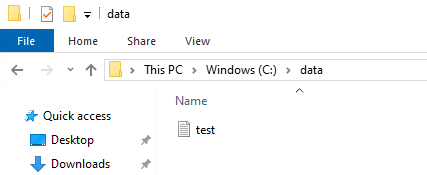 data
File Home Share View
This PC Windows (C:) data
Name
Quick access
test
Desktop
Downloads